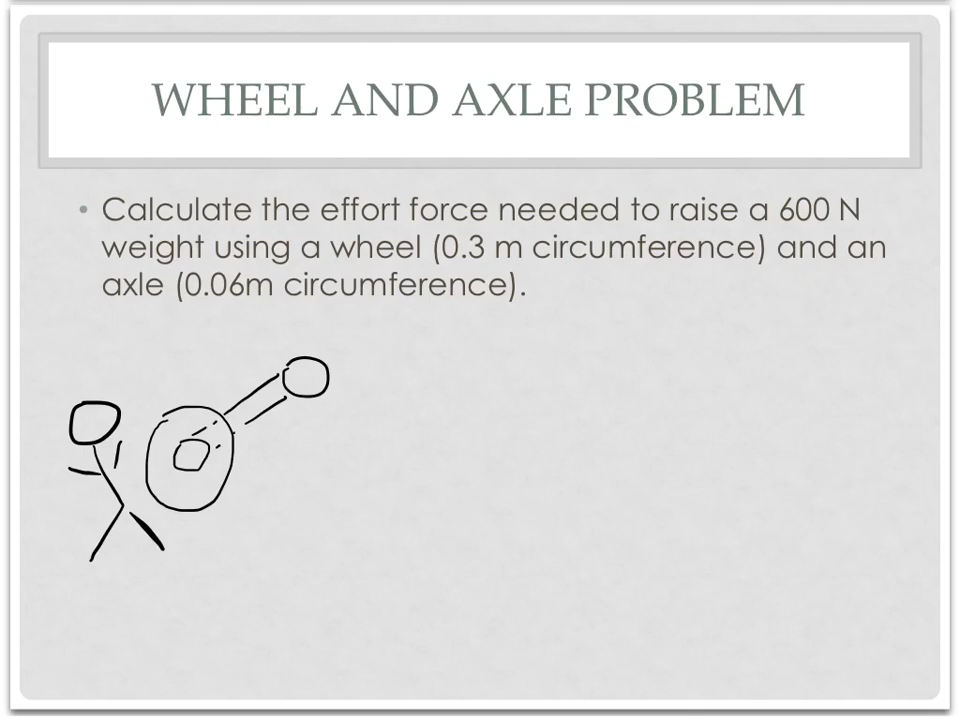 WHEEL AND AXLE PROBLEM
• Calculate the effort force needed to raise a 600 N
weight using a wheel (0.3 m circumference) and an
axle (0.06m circumference).